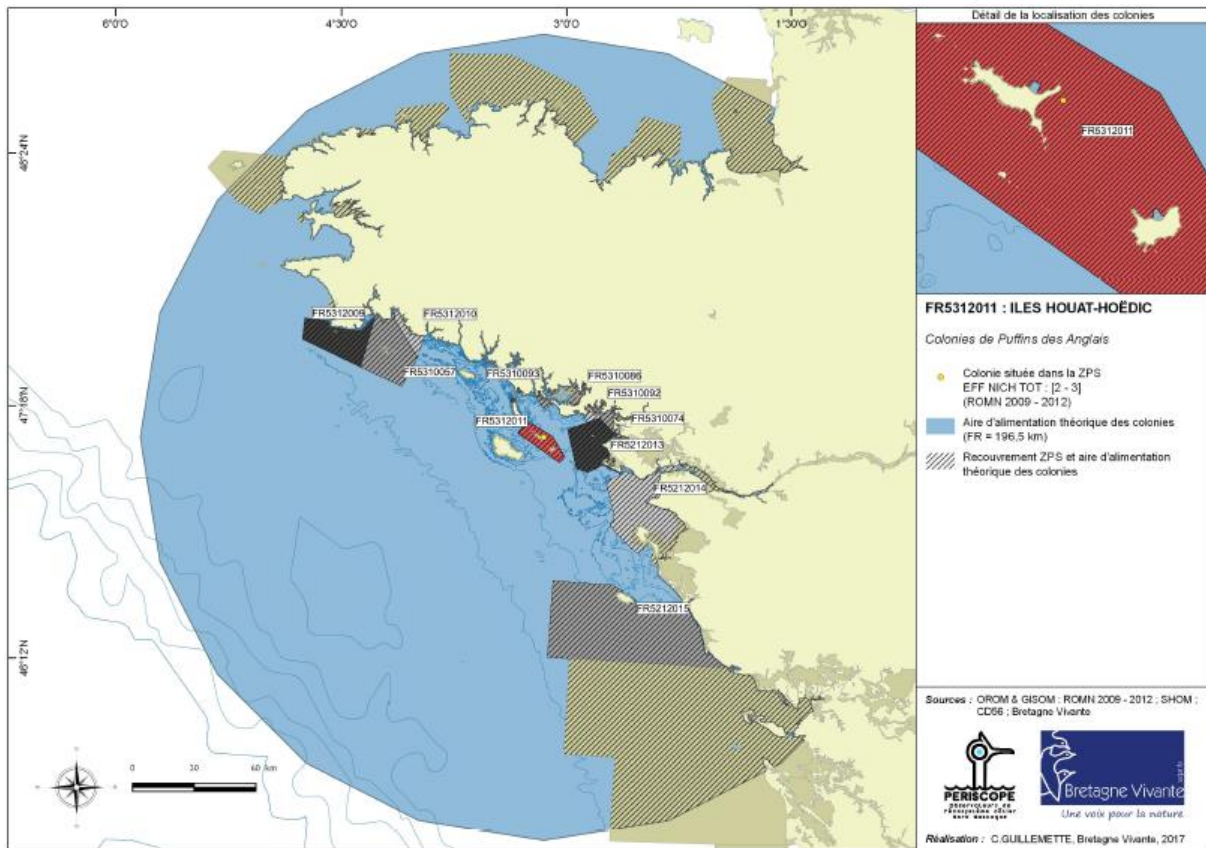 6°0'0
4°30'0
3°0'0
1°30'0
48°24'N
47°18'N
46°12'N
FR5312009
FR5312010
FR5310057
FR5310093
FR5310086
FR5310092
FR5310074
FR5312011
FR5212013
FR5212014
FR5212015
0 30 60 km
Détail de la localisation des colonies
FR5312011
FR5312011 : ILES HOUAT-HOËDIC
Colonies de Puffins des Anglais
Colonie située dans la ZPS
EFF NICH TOT : [2 - 3]
(ROMN 2009 - 2012)
Aire d'alimentation théorique des colonies
(FR = 196,5 km)
Recouvrement ZPS et aire d'alimentation
théorique des colonies
Sources : OROM & GISOM : ROMN 2009 - 2012 ; SHOM ;
CD56 ; Bretagne Vivante
PERISCOPE
Bretagne Vivante
Une voix pour la nature
Réalisation : C.GUILLEMETTE, Bretagne Vivante, 2017